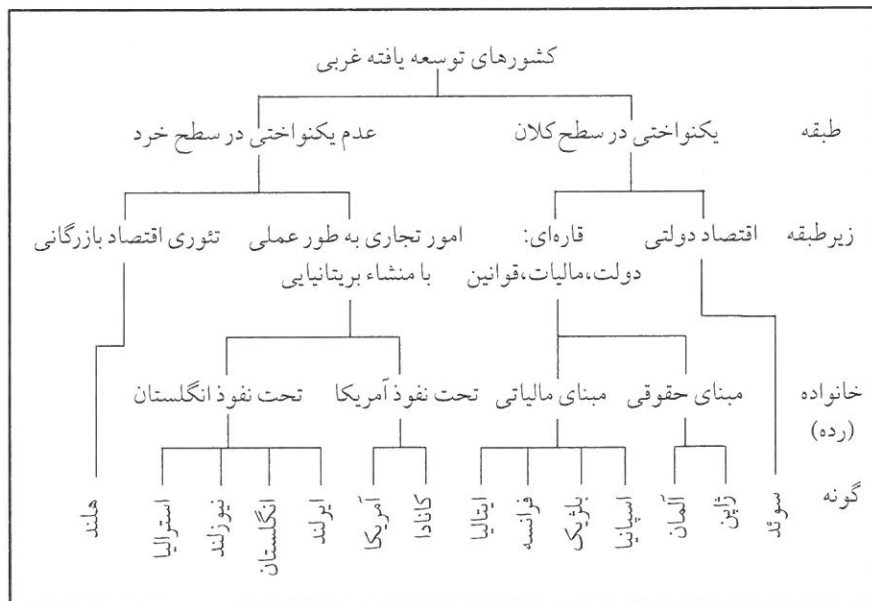 کشورهای توسعه یافته غربی
طبقه یکنواختی در سطح کلان عدم یکنواختی در سطح خرد
زیرطبقه اقتصاد دولتی قاره‌ای: امور تجاری به طور عملی تئوری اقتصاد بازرگانی
دولت،مالیات،قوانین با منشاء بریتانیایی
خانواده مبنای حقوقی مبنای مالیاتی تحت نفوذ آمریکا تحت نفوذ انگلستان
(رده)
گونه سوئد ژاپن آلمان اسپانیا بلژیک فرانسه ایتالیا کانادا آمریکا ایرلند انگلستان نیوزلند استرالیا هلند